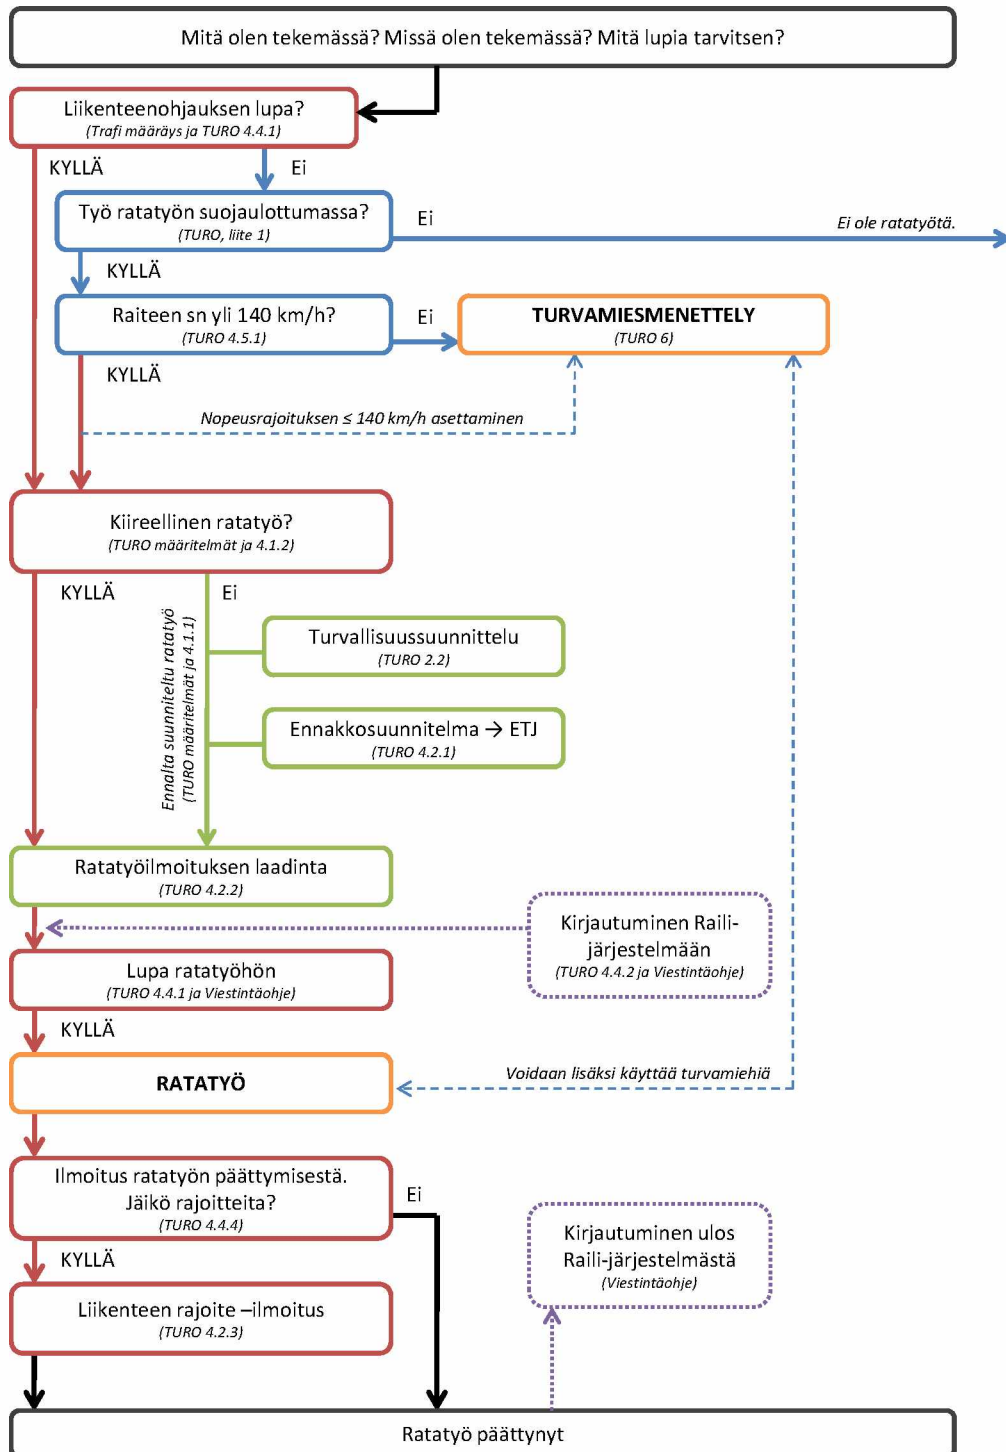 Mitä olen tekemässä? Missä olen tekemässä? Mitä lupia tarvitsen?
Liikenteenohjauksen lupa?
(Trafi määräys ja TURO 4.4.1)
KYLLÄ
Ei
Työ ratatyön suojaulottumassa?
(TURO, liite 1)
Ei
Ei ole ratatyötä.
KYLLÄ
Raiteen sn yli 140 km/h?
(TURO 4.5.1)
Ei
TURVAMIESMENETTELY
(TURO 6)
KYLLÄ
Nopeusrajoituksen ≤ 140 km/h asettaminen
Kiireellinen ratatyö?
(TURO määritelmät ja 4.1.2)
KYLLÄ
Ei
Ennalta suunniteltu ratatyö
(TURO määritelmät ja 4.1.1)
Turvallisuussuunnittelu
(TURO 2.2)
Ennakkosuunnitelma → ETJ
(TURO 4.2.1)
Ratatyöilmoituksen laadinta
(TURO 4.2.2)
Kirjautuminen Raili-
järjestelmään
(TURO 4.4.2 ja Viestintäohje)
Lupa ratatyöhön
(TURO 4.4.1 ja Viestintäohje)
KYLLÄ
RATATYÖ
Voidaan lisäksi käyttää turvamiehiä
Ilmoitus ratatyön päättymisestä.
Jäikö rajoitteita?
(TURO 4.4.4)
Ei
KYLLÄ
Kirjautuminen ulos
Raili-järjestelmästä
(Viestintäohje)
Liikenteen rajoite –ilmoitus
(TURO 4.2.3)
Ratatyö päättynyt